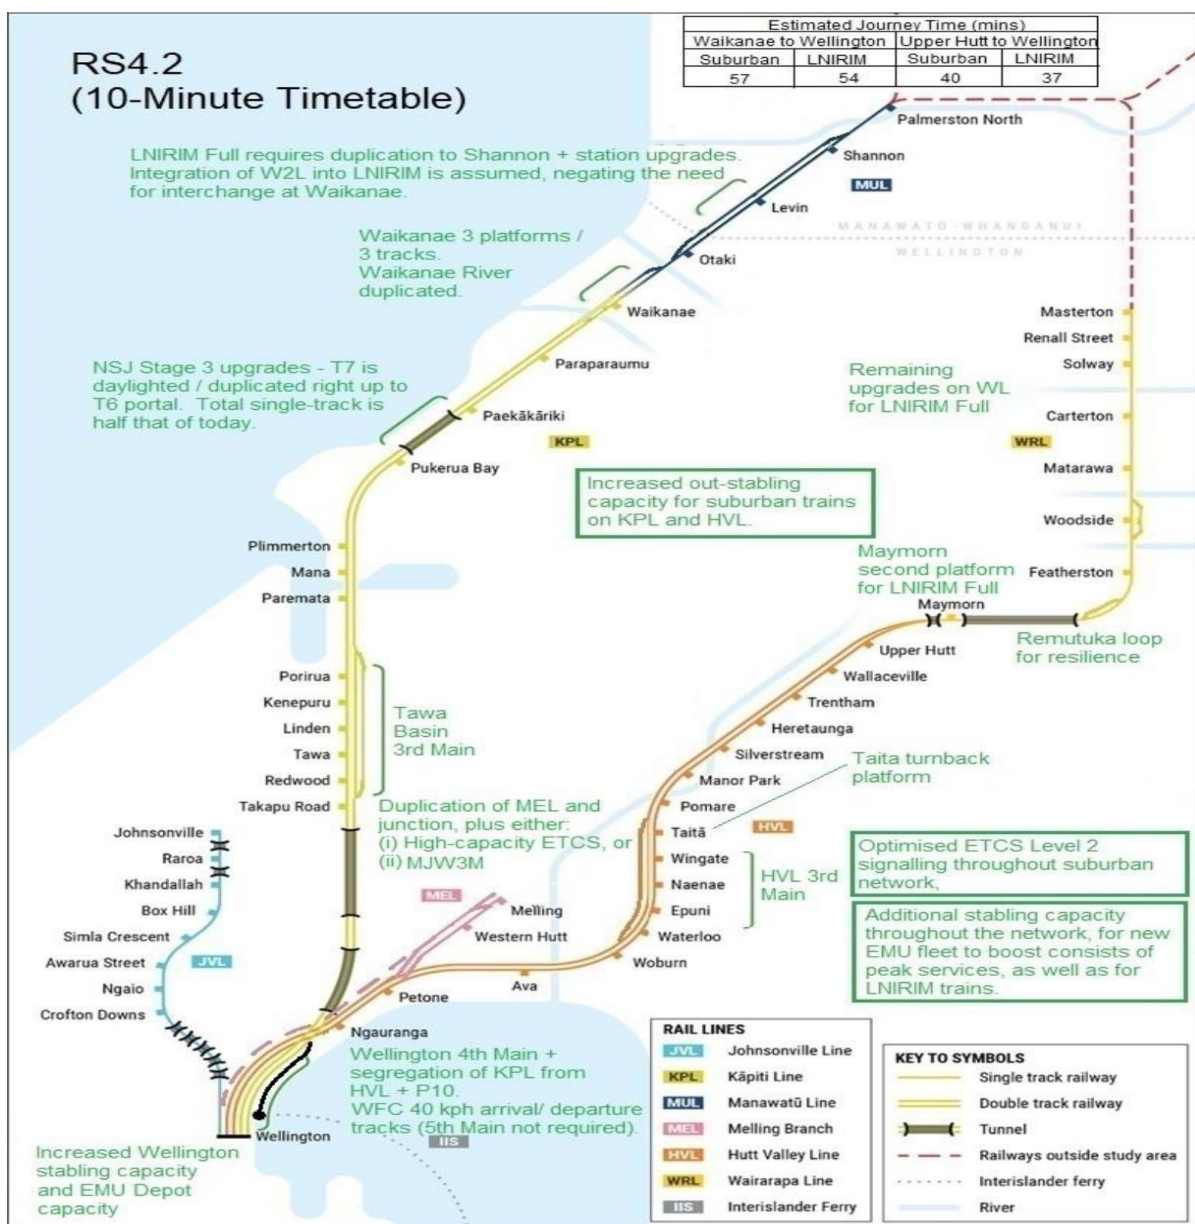 RS4.2
(10-Minute Timetable)
Estimated Journey Time (mins)
Waikanae to Wellington Upper Hutt to Wellington
Suburban LNIRIM Suburban LNIRIM
57 54 40 37
LNIRIM Full requires duplication to Shannon + station upgrades.
Integration of W2L into LNIRIM is assumed, negating the need
for interchange at Waikanae.
Palmerston North
Shannon
MUL
Levin
MANAWATŪ-WHANGANUI
WELLINGTON
Otaki
Waikanae 3 platforms /
3 tracks.
Waikanae River
duplicated.
Waikanae
Paraparaumu
NSJ Stage 3 upgrades - T7 is
daylighted / duplicated right up to
T6 portal. Total single-track is
half that of today.
Paekākāriki
KPL
Pukerua Bay
Masterton
Renall Street
Solway
Remaining
upgrades on WL
for LNIRIM Full
Carterton
WRL
Matarawa
Woodside
Featherston
Increased out-stabling
capacity for suburban trains
on KPL and HVL.
Maymorn
second platform
for LNIRIM Full
Maymorn
Remutuka loop
for resilience
Plimmerton
Mana
Paremata
Porirua
Kenepuru
Linden
Tawa
Redwood
Takapu Road
Tawa
Basin
3rd Main
Upper Hutt
Wallaceville
Trentham
Heretaunga
Silverstream
Manor Park
Pomare
Taitā
HVL
Wingate
Naenae
Epuni
Waterloo
Woburn
Ava
Petone
Ngauranga
Taita turnback
platform
HVL 3rd
Main
Duplication of MEL and
junction, plus either:
(i) High-capacity ETCS, or
(ii) MJW3M
MEL
Melling
Western Hutt
Johnsonville
Raroa
Khandallah
Box Hill
Simla Crescent
Awarua Street
JVL
Ngaio
Crofton Downs
Optimised ETCS Level 2
signalling throughout suburban
network,
Additional stabling capacity
throughout the network, for new
EMU fleet to boost consists of
peak services, as well as for
LNIRIM trains.
Wellington 4th Main +
segregation of KPL from
HVL + P10.
WFC 40 kph arrival/ departure
tracks (5th Main not required).
Wellington
IIS
Increased Wellington
stabling capacity
and EMU Depot
capacity
RAIL LINES
JVL Johnsonville Line
KPL Kāpiti Line
MUL Manawatū Line
MEL Melling Branch
HVL Hutt Valley Line
WRL Wairarapa Line
IIS Interislander Ferry
KEY TO SYMBOLS
Single track railway
Double track railway
Tunnel
Railways outside study area
Interislander ferry
River